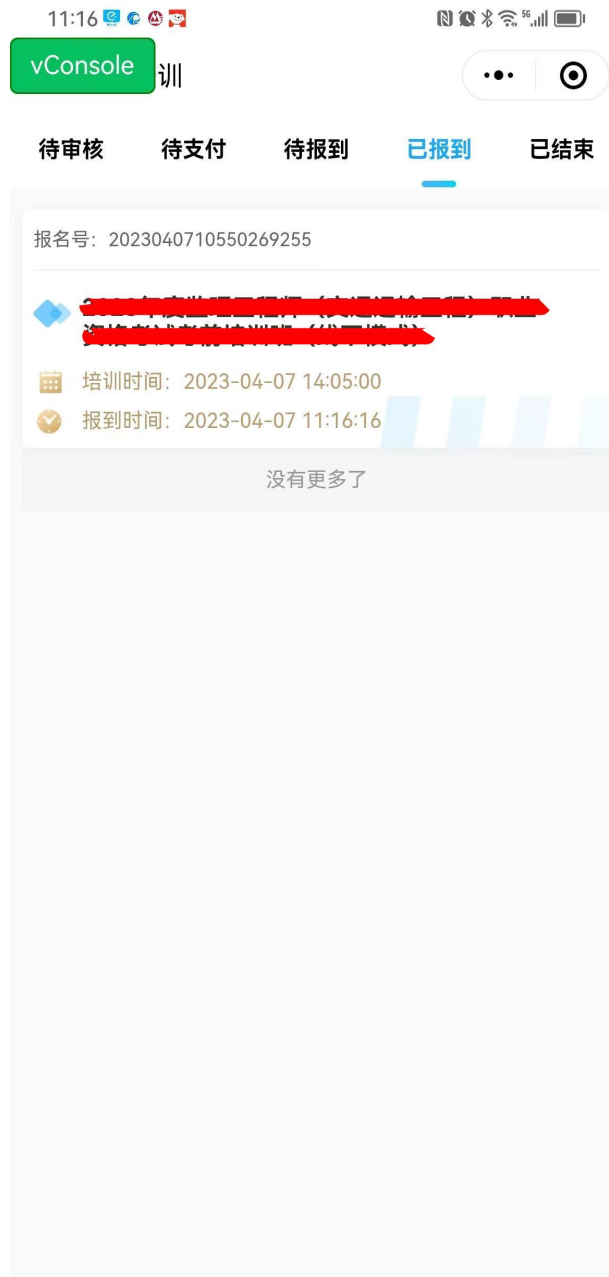 11:16
5G
vConsole
训
待审核 待支付 待报到 已报到 已结束
报名号：2023040710550269255
培训时间：2023-04-07 14:05:00
报到时间：2023-04-07 11:16:16
没有更多了